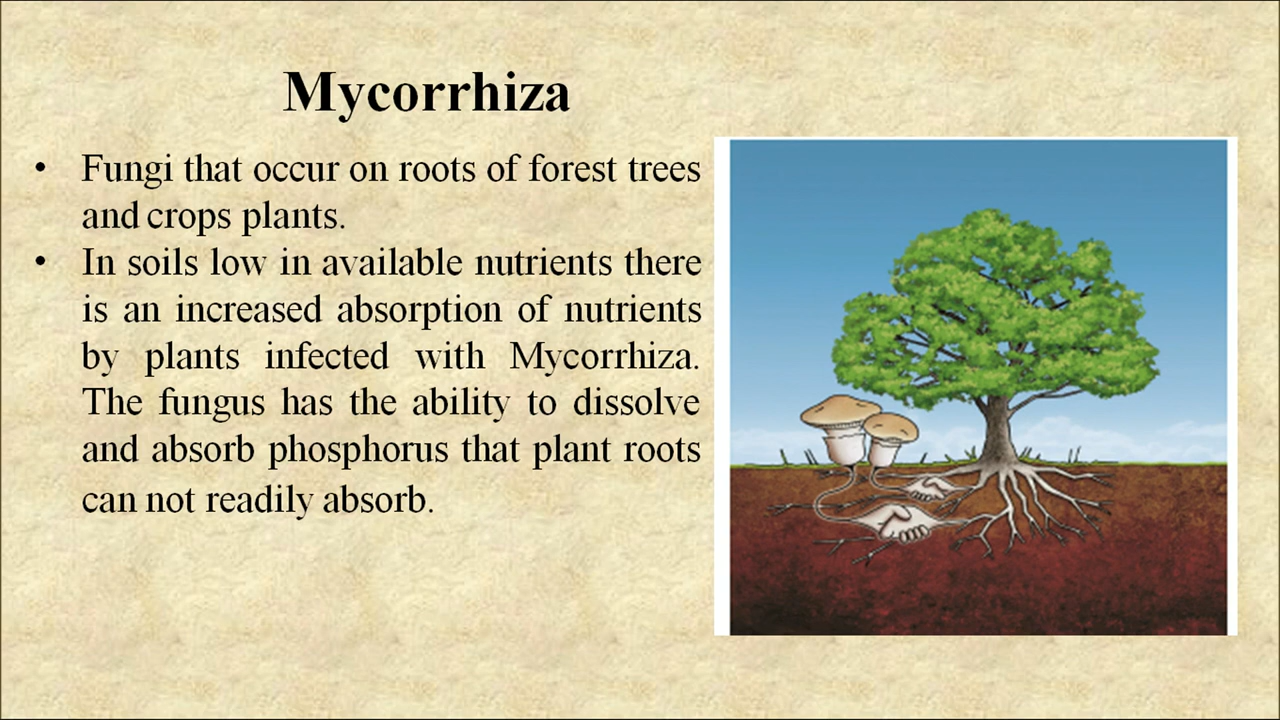 Mycorrhiza
• Fungi that occur on roots of forest trees
and crops plants.
• In soils low in available nutrients there
is an increased absorption of nutrients
by plants infected with Mycorrhiza.
The fungus has the ability to dissolve
and absorb phosphorus that plant roots
can not readily absorb.